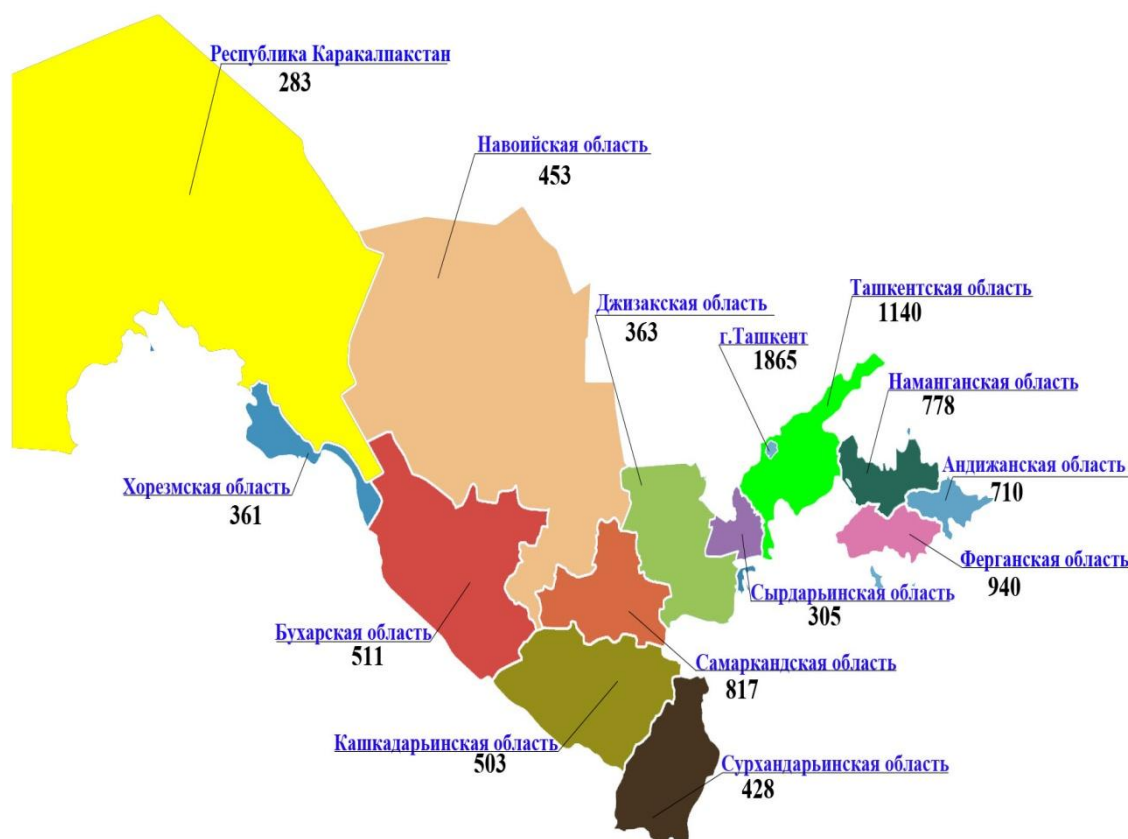 Республика Каракалпакстан
283
Навоийская область
453
Джизакская область
363
г.Ташкент
1865
Ташкентская область
1140
Наманганская область
778
Андижанская область
710
Ферганская область
940
Хорезмская область
361
Сырдарьинская область
305
Бухарская область
511
Самаркандская область
817
Кашкадарьинская область
503
Сурхандарьинская область
428